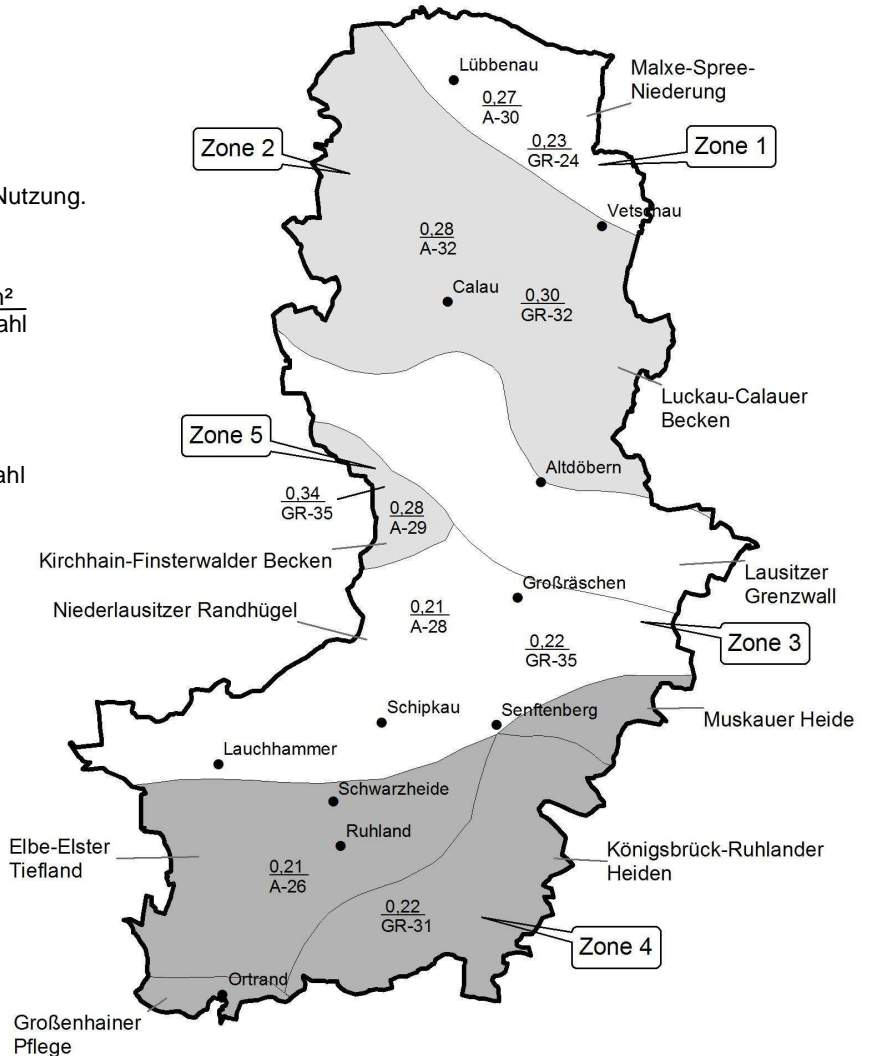 Lübbenau
Malxe-Spree-
Niederung
0,27
A-30
Zone 2
0,23
GR-24
Zone 1
Nutzung.
Vetschau
0,28
A-32
Calau
0,30
GR-32
m²
ahl
Luckau-Calauer
Becken
Zone 5
Altdöbern
ahl
0,34
GR-35
0,28
A-29
Kirchhain-Finsterwalder Becken
Lausitzer
Grenzwall
Großräschen
Niederlausitzer Randhügel
0,21
A-28
0,22
GR-35
Zone 3
Schipkau
Senftenberg
Muskauer Heide
Lauchhammer
Schwarzheide
Ruhland
Elbe-Elster
Tiefland
Königsbrück-Ruhlander
Heiden
0,21
A-26
0,22
GR-31
Zone 4
Ortrand
Großenhainer
Pflege